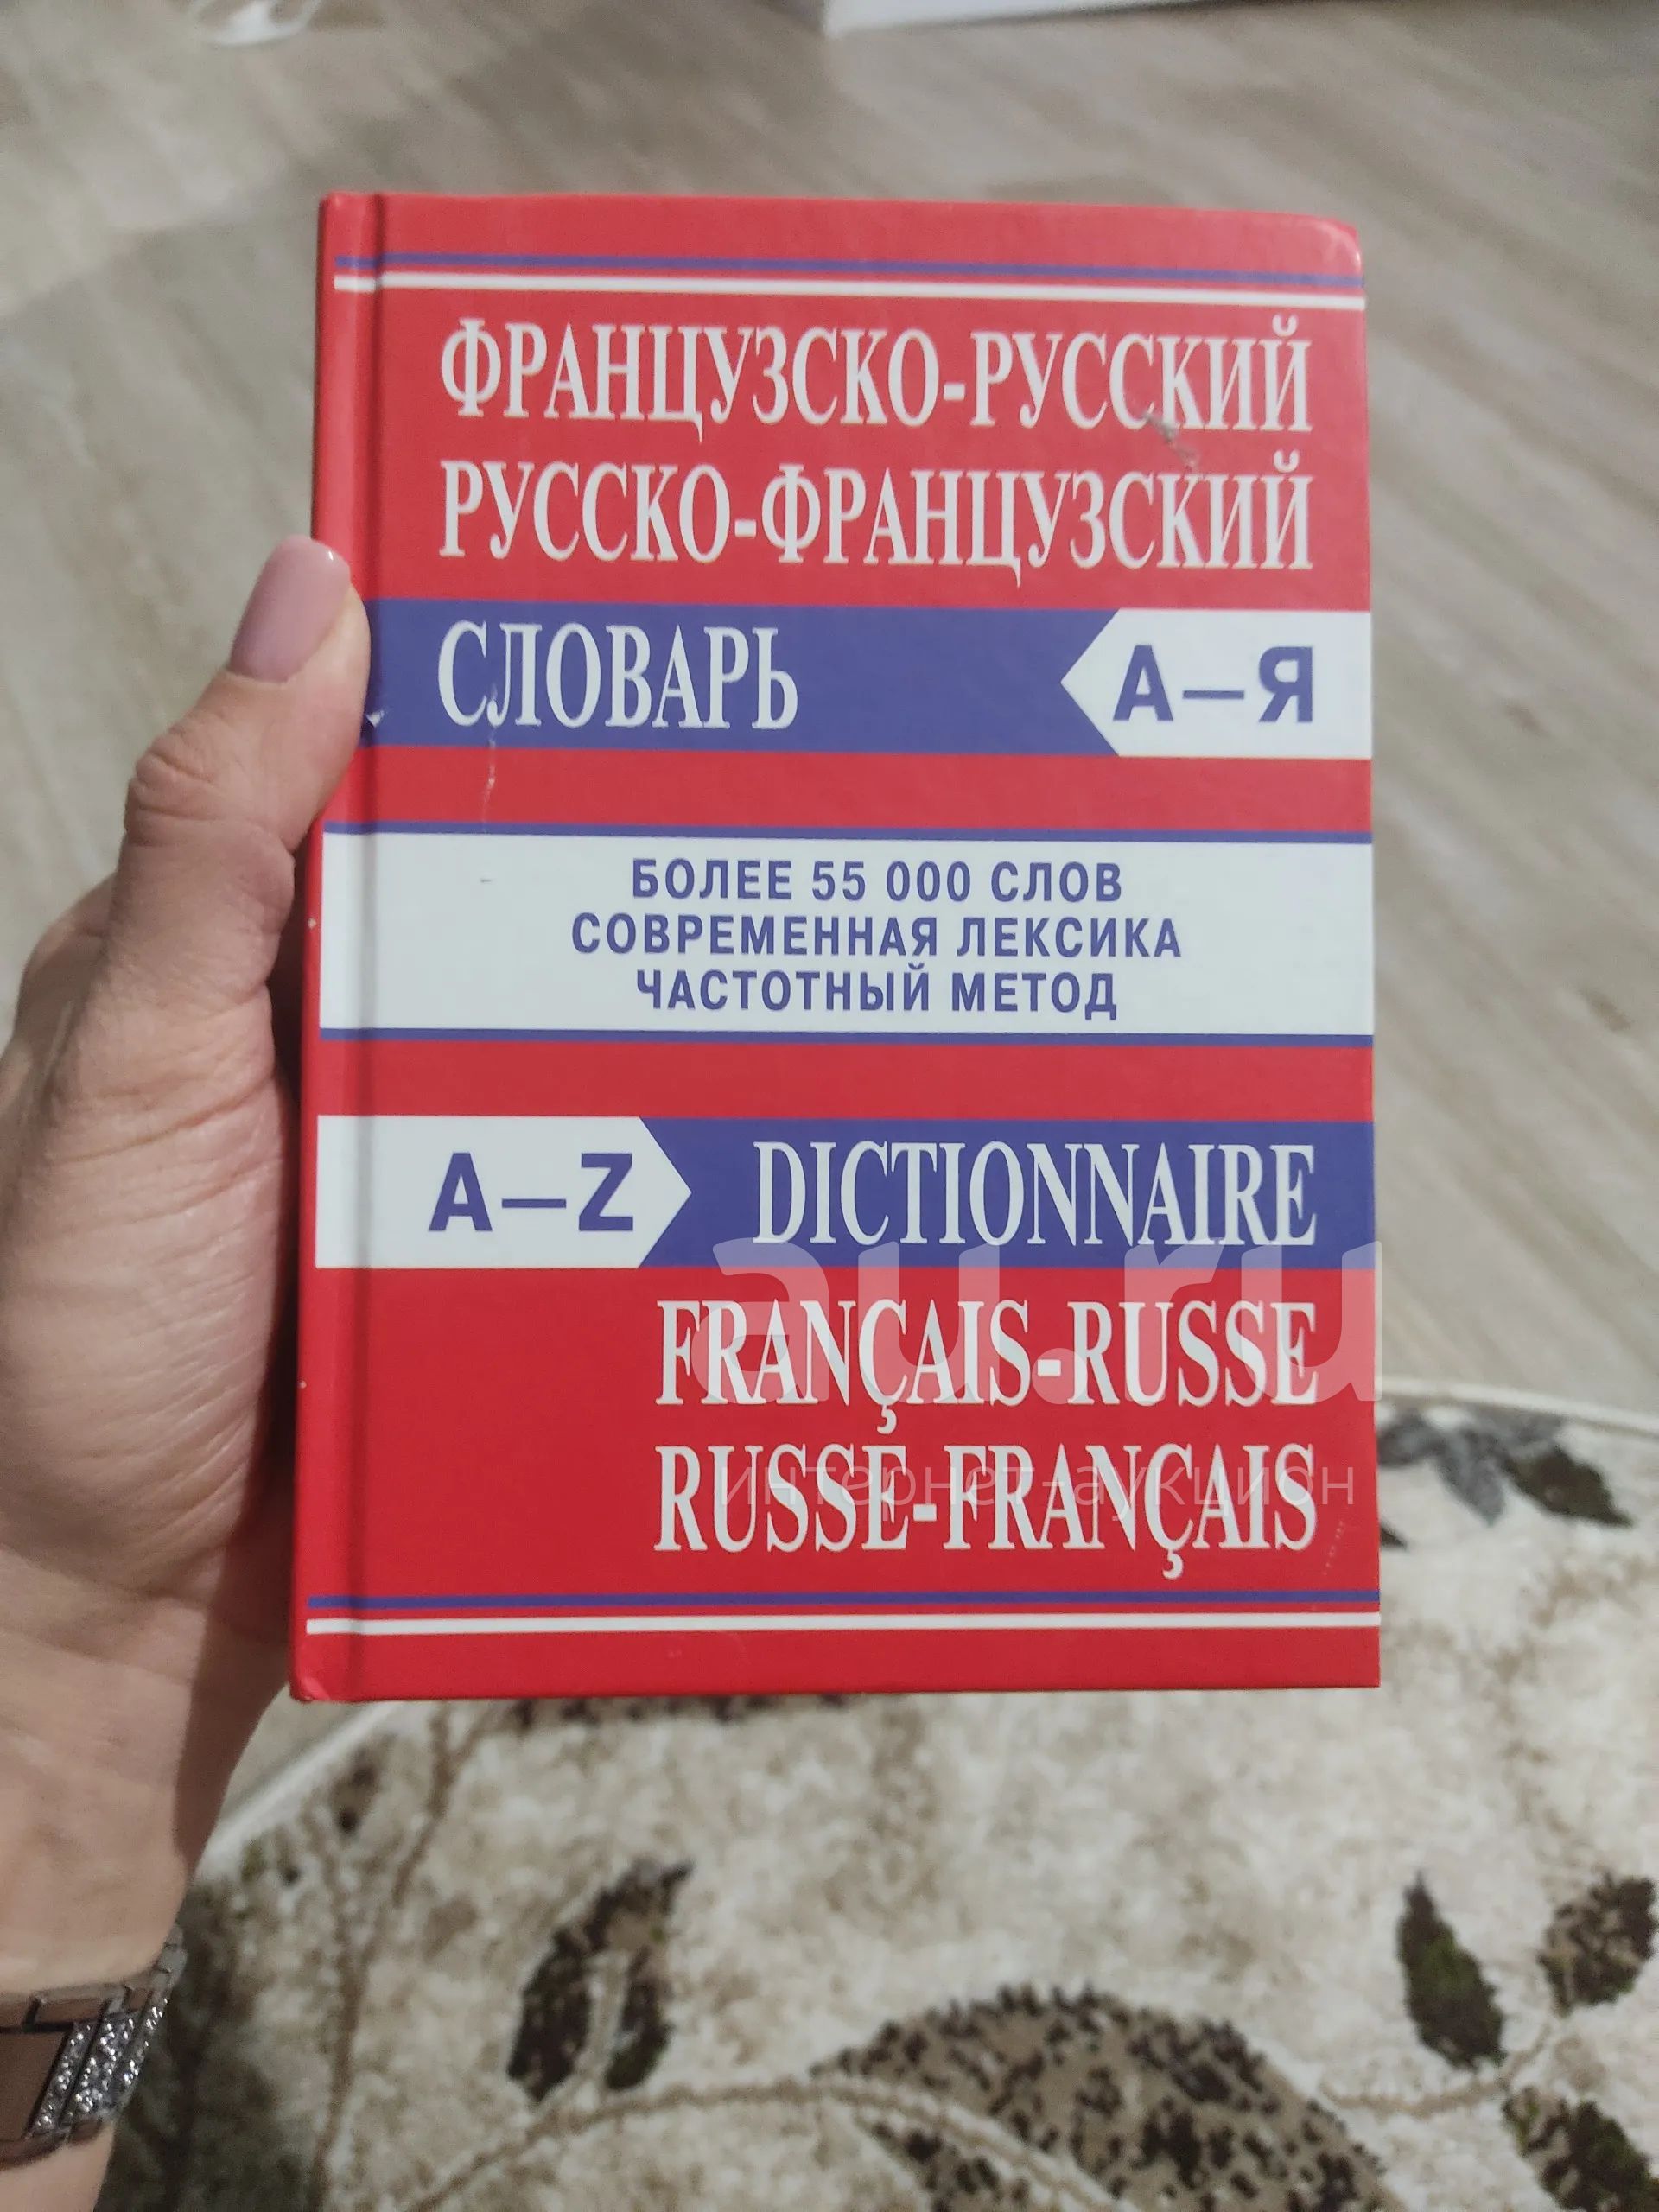 ФРАНЦУЗСКО-РУССКИЙ
РУССКО-ФРАНЦУЗСКИЙ
СЛОВАРЬ
А—Я
БОЛЕЕ 55 000 СЛОВ
СОВРЕМЕННАЯ ЛЕКСИКА
ЧАСТОТНЫЙ МЕТОД
A—Z
DICTIONNAIRE
au.ru
FRANÇAIS-RUSSE
интернет-аукцион
RUSSE-FRANÇAIS